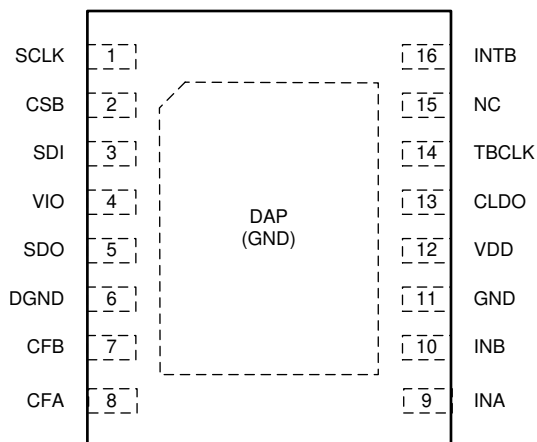 SCLK 1 16 INTB
CSB 2 15 NC
SDI 3 14 TBCLK
VIO 4 13 CLDO
DAP
(GND)
SDO 5 12 VDD
DGND 6 11 GND
CFB 7 10 INB
CFA 8 9 INA